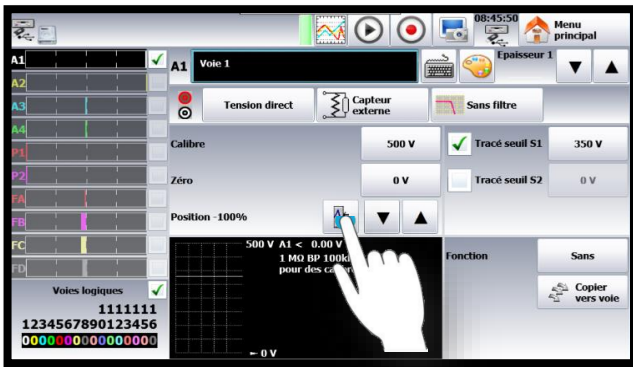 08:45:50
Menu
principal
A1
A2
A3
A4
P1
P2
FA
FB
FC
FD
A1 Voie 1
Epaisseur 1
Tension direct
Capteur
externe
Sans filtre
Calibre 500 V
Tracé seuil S1 350 V
Zéro 0 V
Tracé seuil S2 0 V
Position -100%
500 V A1 < 0.00 V
1 MΩ BP
pour des
0 V
Fonction Sans
Copier
vers voie
Voies logiques
1111111
1234567890123456
0000000000000000